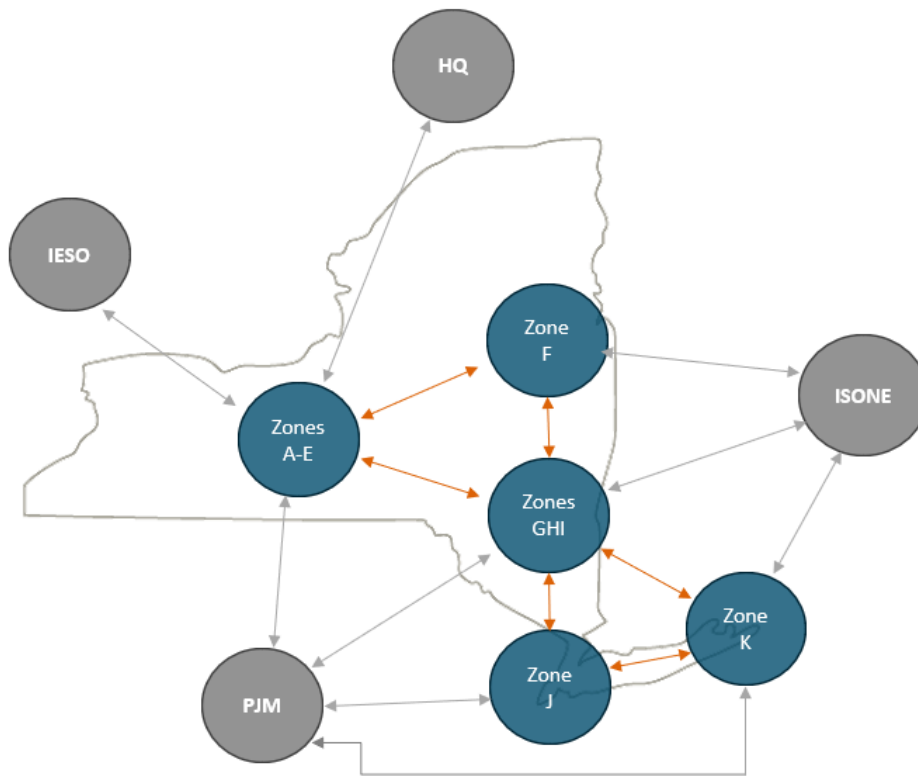 HQ
IESO
Zone
F
ISONE
Zones
A-E
Zones
GHI
Zone
K
Zone
J
PJM